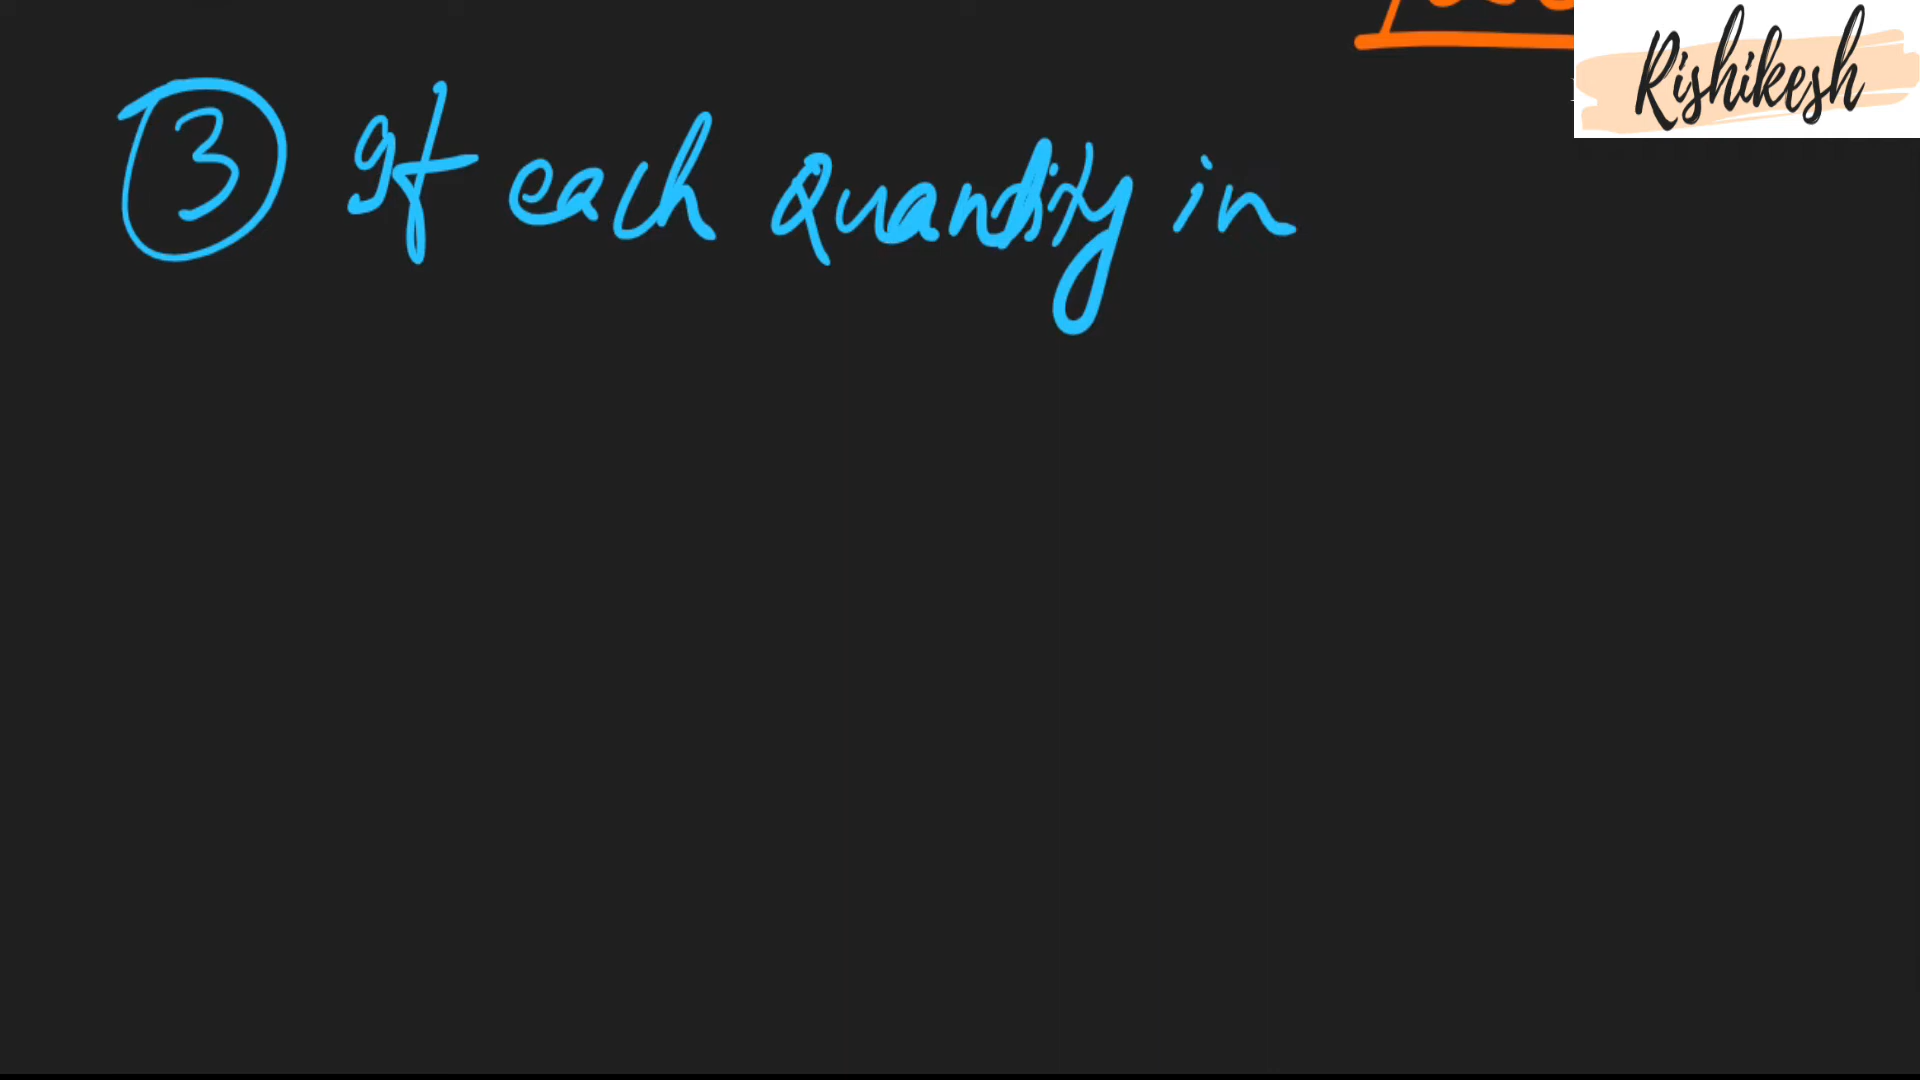 Rishikesh
③ If each Quantity in